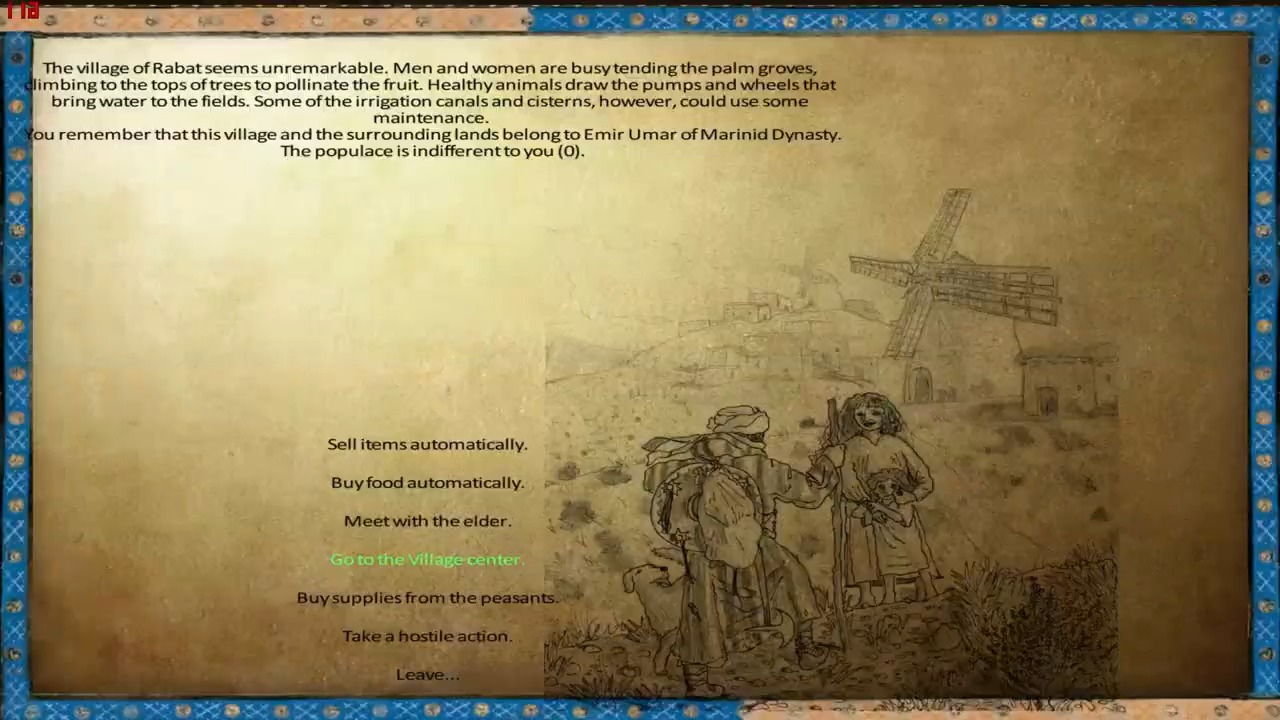 The village of Rabat seems unremarkable. Men and women are busy tending the palm groves,
climbing to the tops of trees to pollinate the fruit. Healthy animals draw the pumps and wheels that
bring water to the fields. Some of the irrigation canals and cisterns, however, could use some
maintenance.
You remember that this village and the surrounding lands belong to Emir Umar of Marinid Dynasty.
The populace is indifferent to you (0).
Sell items automatically.
Buy food automatically.
Meet with the elder.
Go to the Village center.
Buy supplies from the peasants.
Take a hostile action.
Leave...